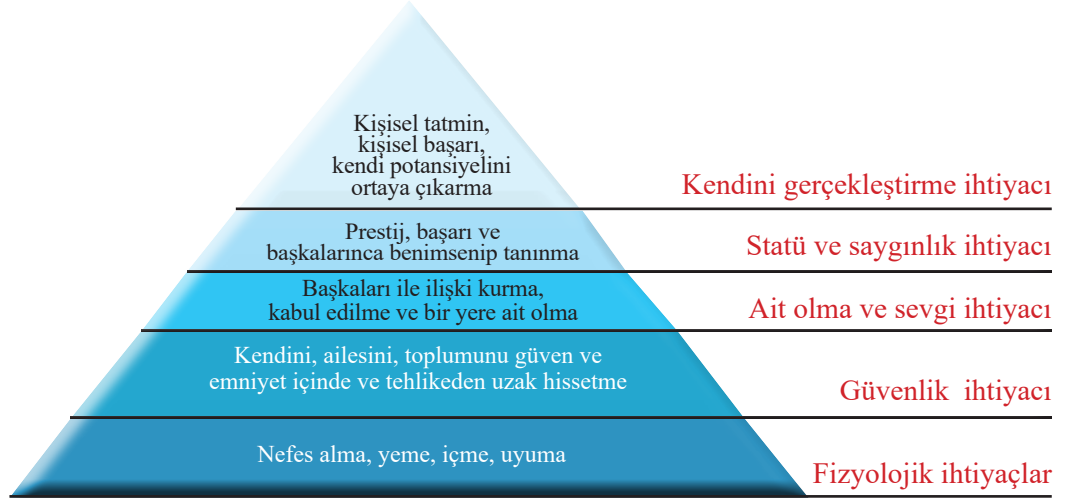 Kişisel tatmin,
kişisel başarı,
kendi potansiyelini
ortaya çıkarma
Kendini gerçekleştirme ihtiyacı
Prestij, başarı ve
başkalarınca benimsenip tanınma
Statü ve saygınlık ihtiyacı
Başkaları ile ilişki kurma,
kabul edilme ve bir yere ait olma
Ait olma ve sevgi ihtiyacı
Kendini, ailesini, toplumunu güven ve
emniyet içinde ve tehlikeden uzak hissetme
Güvenlik ihtiyacı
Nefes alma, yeme, içme, uyuma
Fizyolojik ihtiyaçlar